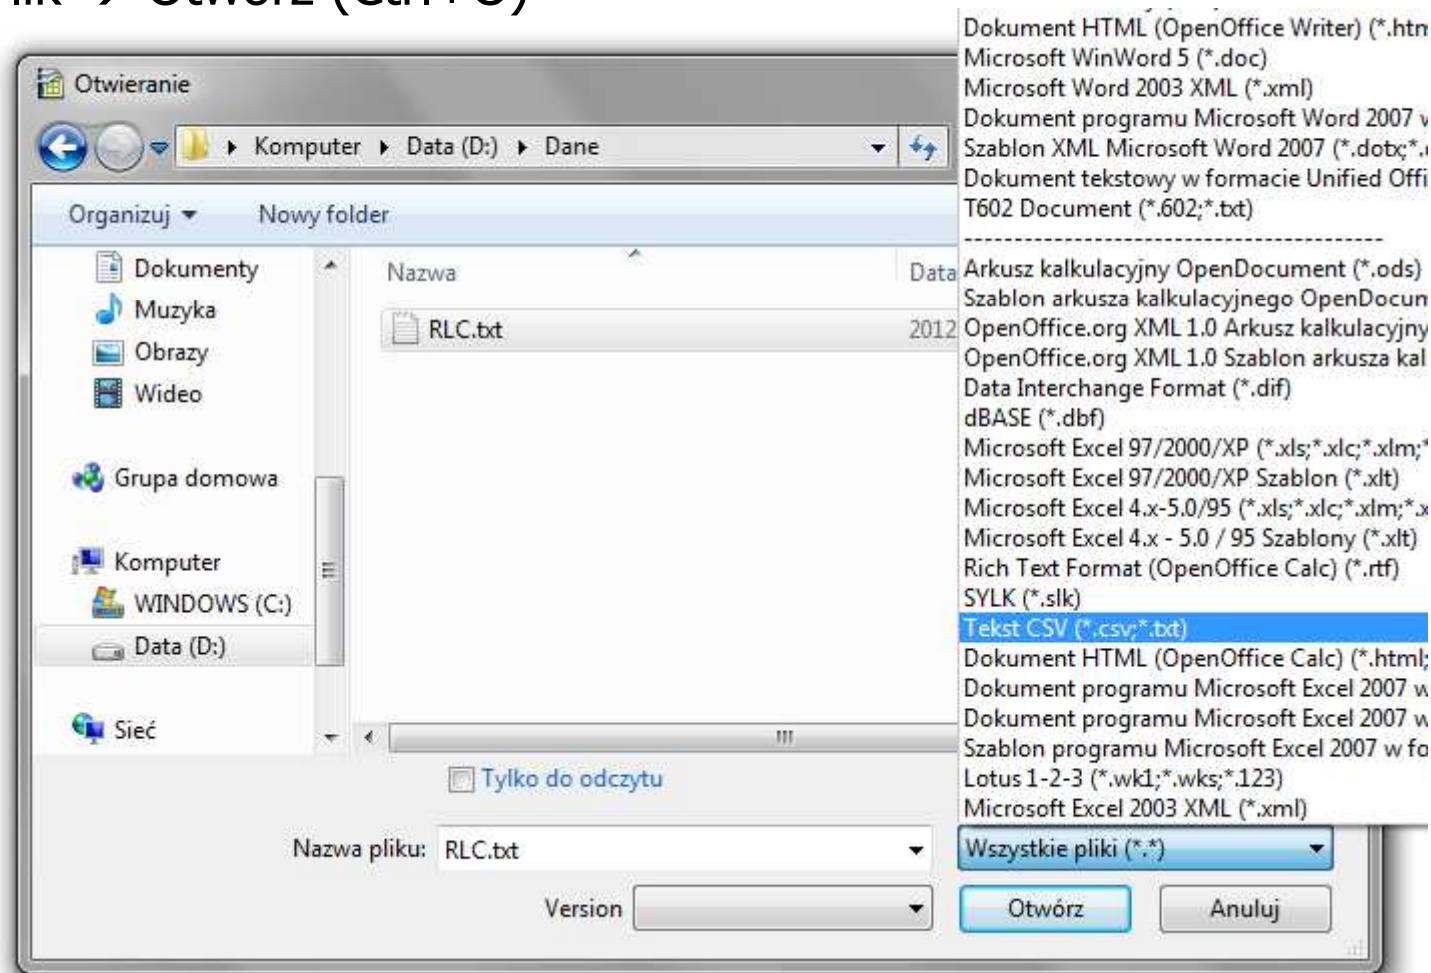 Otwórz (Ctrl+O)
Otwieranie
Komputer Data (D:) Dane
Organizuj Nowy folder
Dokumenty
Muzyka
Obrazy
Wideo
Grupa domowa
Komputer
WINDOWS (C:)
Data (D:)
Sieć
Nazwa Data
RLC.txt 2012
Tylko do odczytu
Nazwa pliku: RLC.txt
Version
Dokument HTML (OpenOffice Writer) (*.htm
Microsoft WinWord 5 (*.doc)
Microsoft Word 2003 XML (*.xml)
Dokument programu Microsoft Word 2007 w
Szablon XML Microsoft Word 2007 (*.dotx;*.
Dokument tekstowy w formacie Unified Offi
T602 Document (*.602;*.txt)
------------------------------------------
Arkusz kalkulacyjny OpenDocument (*.ods)
Szablon arkusza kalkulacyjnego OpenDocum
OpenOffice.org XML 1.0 Arkusz kalkulacyjny
OpenOffice.org XML 1.0 Szablon arkusza kal
Data Interchange Format (*.dif)
dBASE (*.dbf)
Microsoft Excel 97/2000/XP (*.xls;*.xlc;*.xlm;*
Microsoft Excel 97/2000/XP Szablon (*.xlt)
Microsoft Excel 4.x-5.0/95 (*.xls;*.xlc;*.xlm;*.x
Microsoft Excel 4.x - 5.0 / 95 Szablony (*.xlt)
Rich Text Format (OpenOffice Calc) (*.rtf)
SYLK (*.slk)
Tekst CSV (*.csv;*.txt)
Dokument HTML (OpenOffice Calc) (*.html;
Dokument programu Microsoft Excel 2007 w
Dokument programu Microsoft Excel 2007 w
Szablon programu Microsoft Excel 2007 w fo
Lotus 1-2-3 (*.wk1;*.wks;*.123)
Microsoft Excel 2003 XML (*.xml)
Wszystkie pliki (*.*)
Otwórz Anuluj